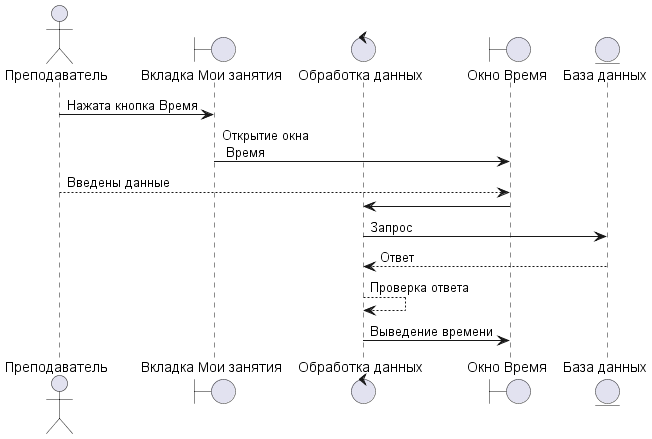 Преподаватель
Вкладка Мои занятия
Обработка данных
Окно Время
База данных
Нажата кнопка Время
Открытие окна
Время
Введены данные
Запрос
Ответ
Проверка ответа
Выведение времени
Преподаватель
Вкладка Мои занятия
Обработка данных
Окно Время
База данных